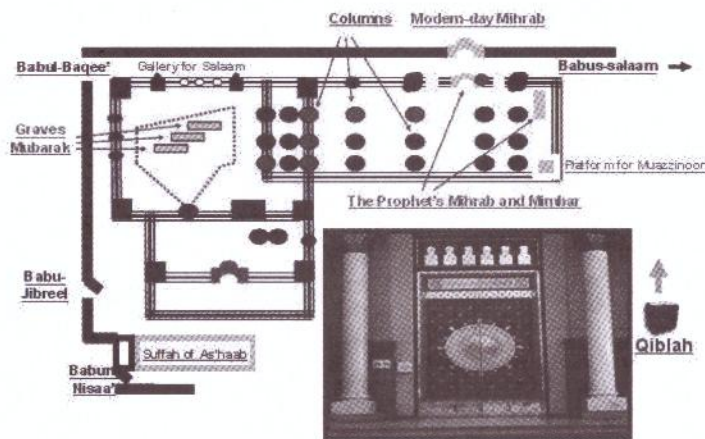 Columns
Modern-day Mihrab
Babul-Baqee'
Gallery for Salaam
Babus-salaam
Graves
Mubarak
Platform for Muazzinoon
The Prophet's Mihrab and Mimbar
Babu-
Jibreel
Suffah of As'haab
Qiblah
Babun
Nisaa'